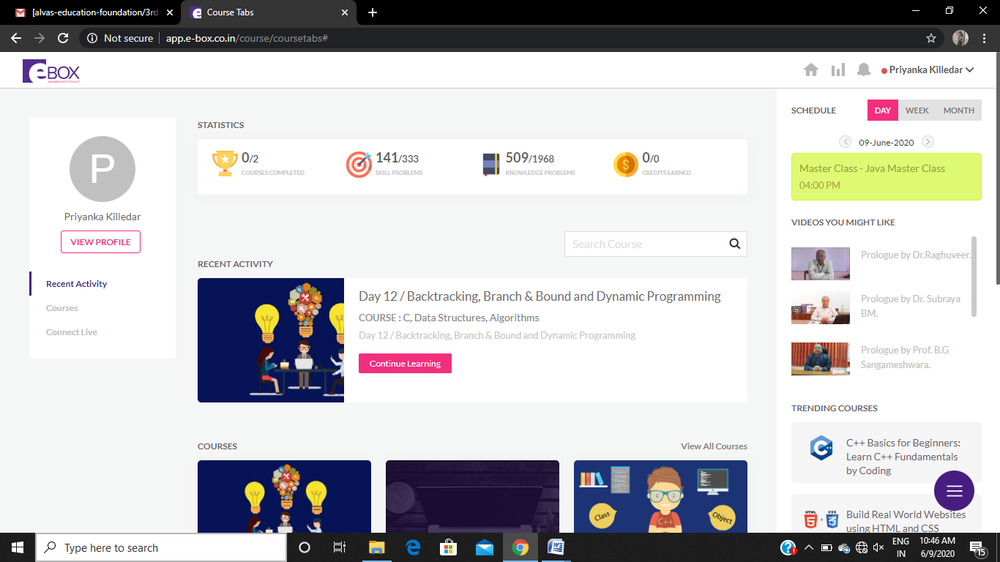 [alvas-education-foundation/3rd
Course Tabs
Not secure
app.e-box.co.in/course/coursetabs#
eBOX
Priyanka Killedar
P
Priyanka Killedar
VIEW PROFILE
Recent Activity
Courses
Connect Live
STATISTICS
0/2
COURSES COMPLETED
141/333
SKILL PROBLEMS
509/1968
KNOWLEDGE PROBLEMS
0/0
CREDITS EARNED
Search Course
RECENT ACTIVITY
Day 12 / Backtracking, Branch & Bound and Dynamic Programming
COURSE : C, Data Structures, Algorithms
Day 12 / Backtracking, Branch & Bound and Dynamic Programming
Continue Learning
COURSES
View All Courses
Class
C++
Object
SCHEDULE
DAY WEEK MONTH
09-June-2020
Master Class - Java Master Class
04:00 PM
VIDEOS YOU MIGHT LIKE
Prologue by Dr.Raghuveer.
Prologue by Dr. Subraya
BM.
Prologue by Prof. B.G
Sangameshwara.
TRENDING COURSES
C++ Basics for Beginners:
Learn C++ Fundamentals
by Coding
HTML CSS
Build Real World Websites
using HTML and CSS
Type here to search
ENG
IN
10:46 AM
6/9/2020
15